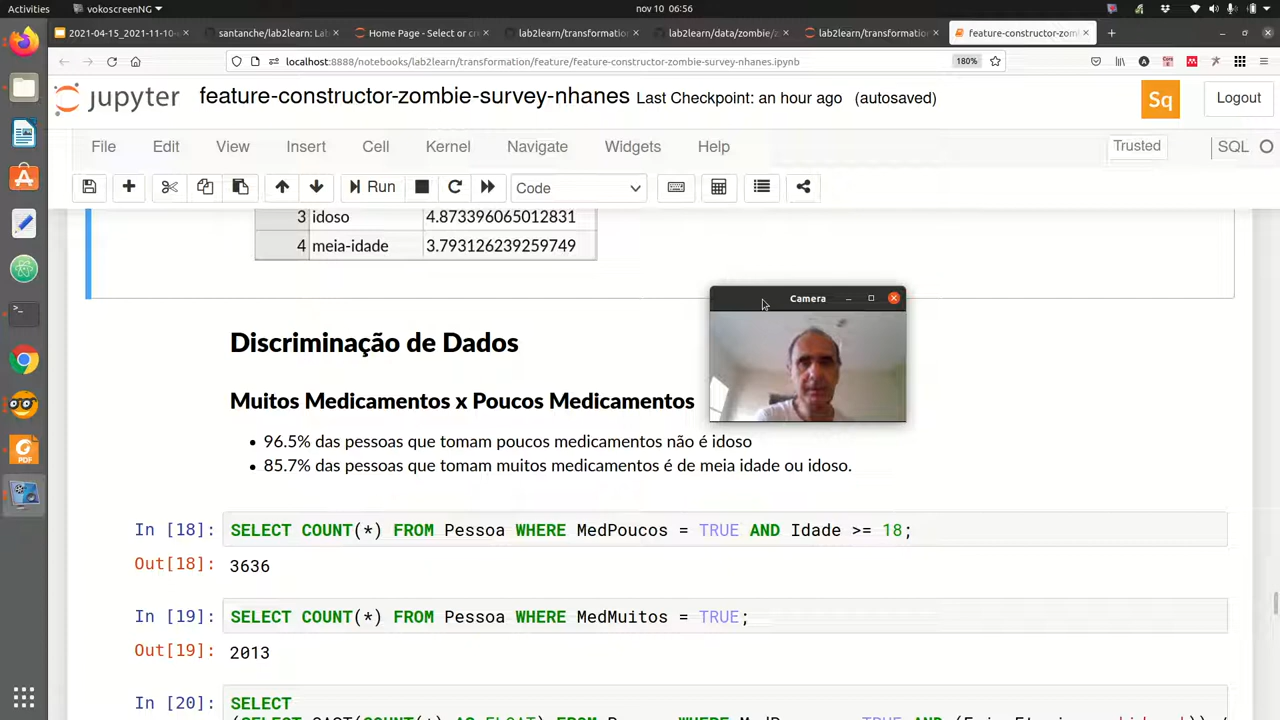 Activities
vokoscreenNG
nov 10 06:56
2021-04-15_2021-11-10-
santanche/lab2learn: La
Home Page - Select or cr
lab2learn/transformatio
lab2learn/data/zombie/z
lab2learn/transformatio
feature-constructor-zom
localhost:8888/notebooks/lab2learn/transformation/feature/feature-constructor-zombie-survey-nhanes.ipynb
180%
jupyter feature-constructor-zombie-survey-nhanes Last Checkpoint: an hour ago (autosaved)
Sq
Logout
File Edit View Insert Cell Kernel Navigate Widgets Help
Trusted
SQL
Run
Code
3 idoso 4.873396065012831
4 meia-idade 3.793126239259749
Camera
Discriminação de Dados
Muitos Medicamentos x Poucos Medicamentos
• 96.5% das pessoas que tomam poucos medicamentos não é idoso
• 85.7% das pessoas que tomam muitos medicamentos é de meia idade ou idoso.
In [18]: SELECT COUNT(*) FROM Pessoa WHERE MedPoucos = TRUE AND Idade >= 18;
Out[18]: 3636
In [19]: SELECT COUNT(*) FROM Pessoa WHERE MedMuitos = TRUE;
Out[19]: 2013
In [20]: SELECT
PDF